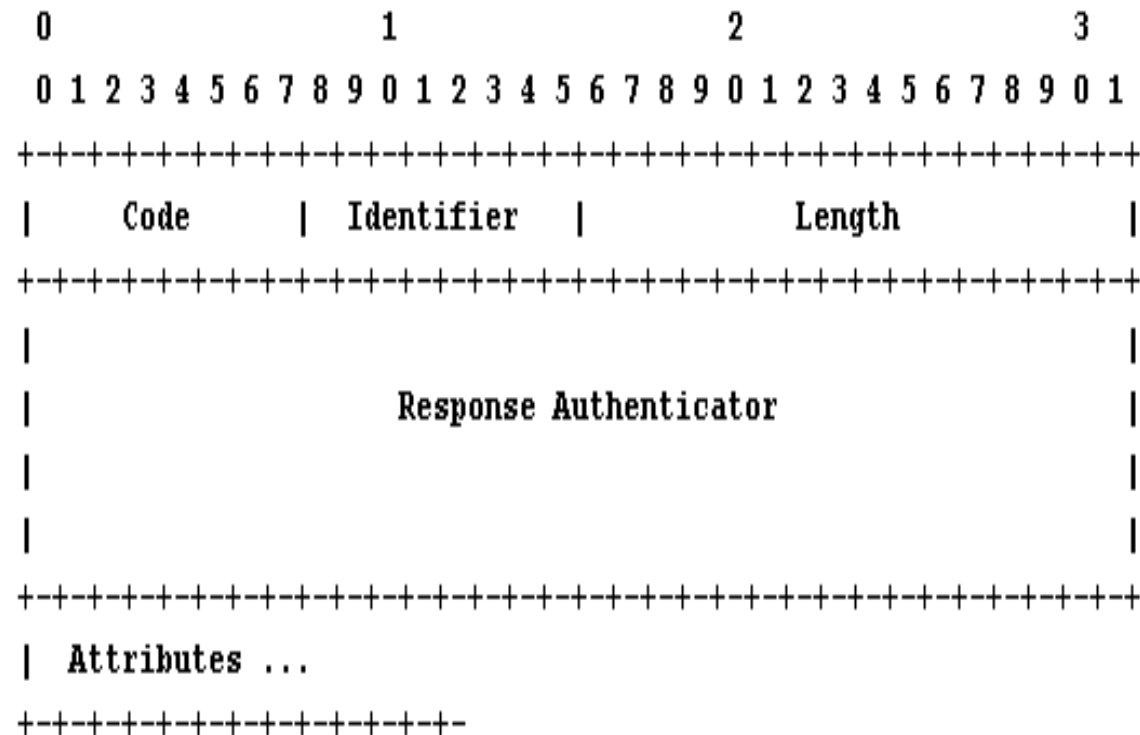 0                   1                   2                   3
0 1 2 3 4 5 6 7 8 9 0 1 2 3 4 5 6 7 8 9 0 1 2 3 4 5 6 7 8 9 0 1
+-+-+-+-+-+-+-+-+-+-+-+-+-+-+-+-+-+-+-+-+-+-+-+-+-+-+-+-+-+-+-+-+
|     Code      |  Identifier   |            Length             |
+-+-+-+-+-+-+-+-+-+-+-+-+-+-+-+-+-+-+-+-+-+-+-+-+-+-+-+-+-+-+-+-+
|                                                               |
|                     Response Authenticator                    |
|                                                               |
|                                                               |
+-+-+-+-+-+-+-+-+-+-+-+-+-+-+-+-+-+-+-+-+-+-+-+-+-+-+-+-+-+-+-+-+
|  Attributes ...
+-+-+-+-+-+-+-+-+-+-+-+-+-